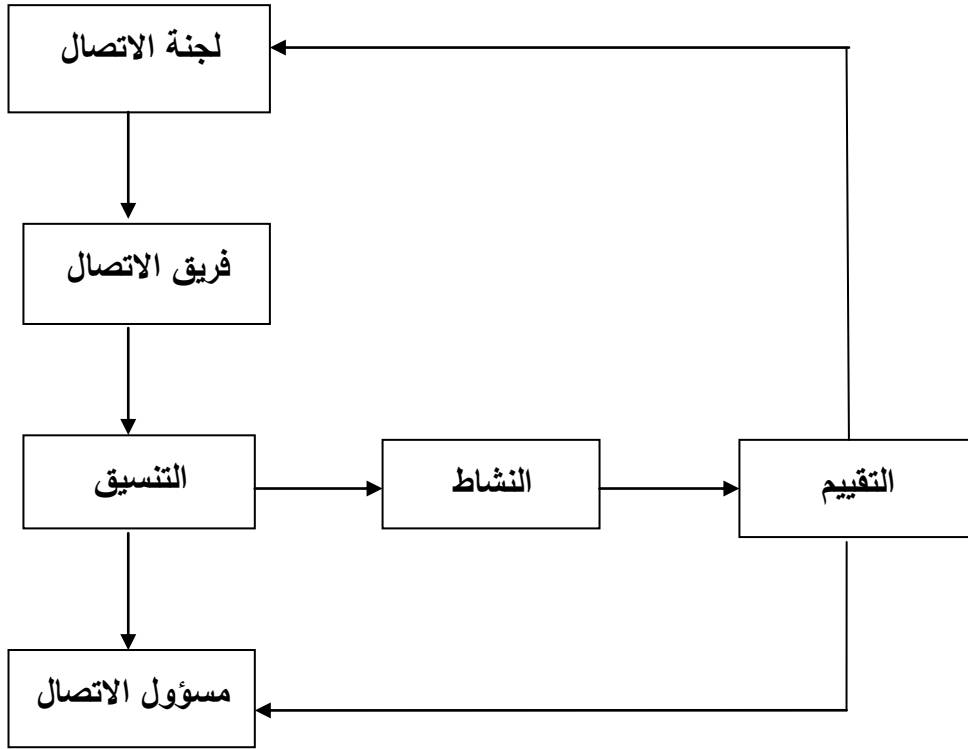 لجنة الاتصال
فريق الاتصال
التنسيق
النشاط
التقييم
مسؤول الاتصال